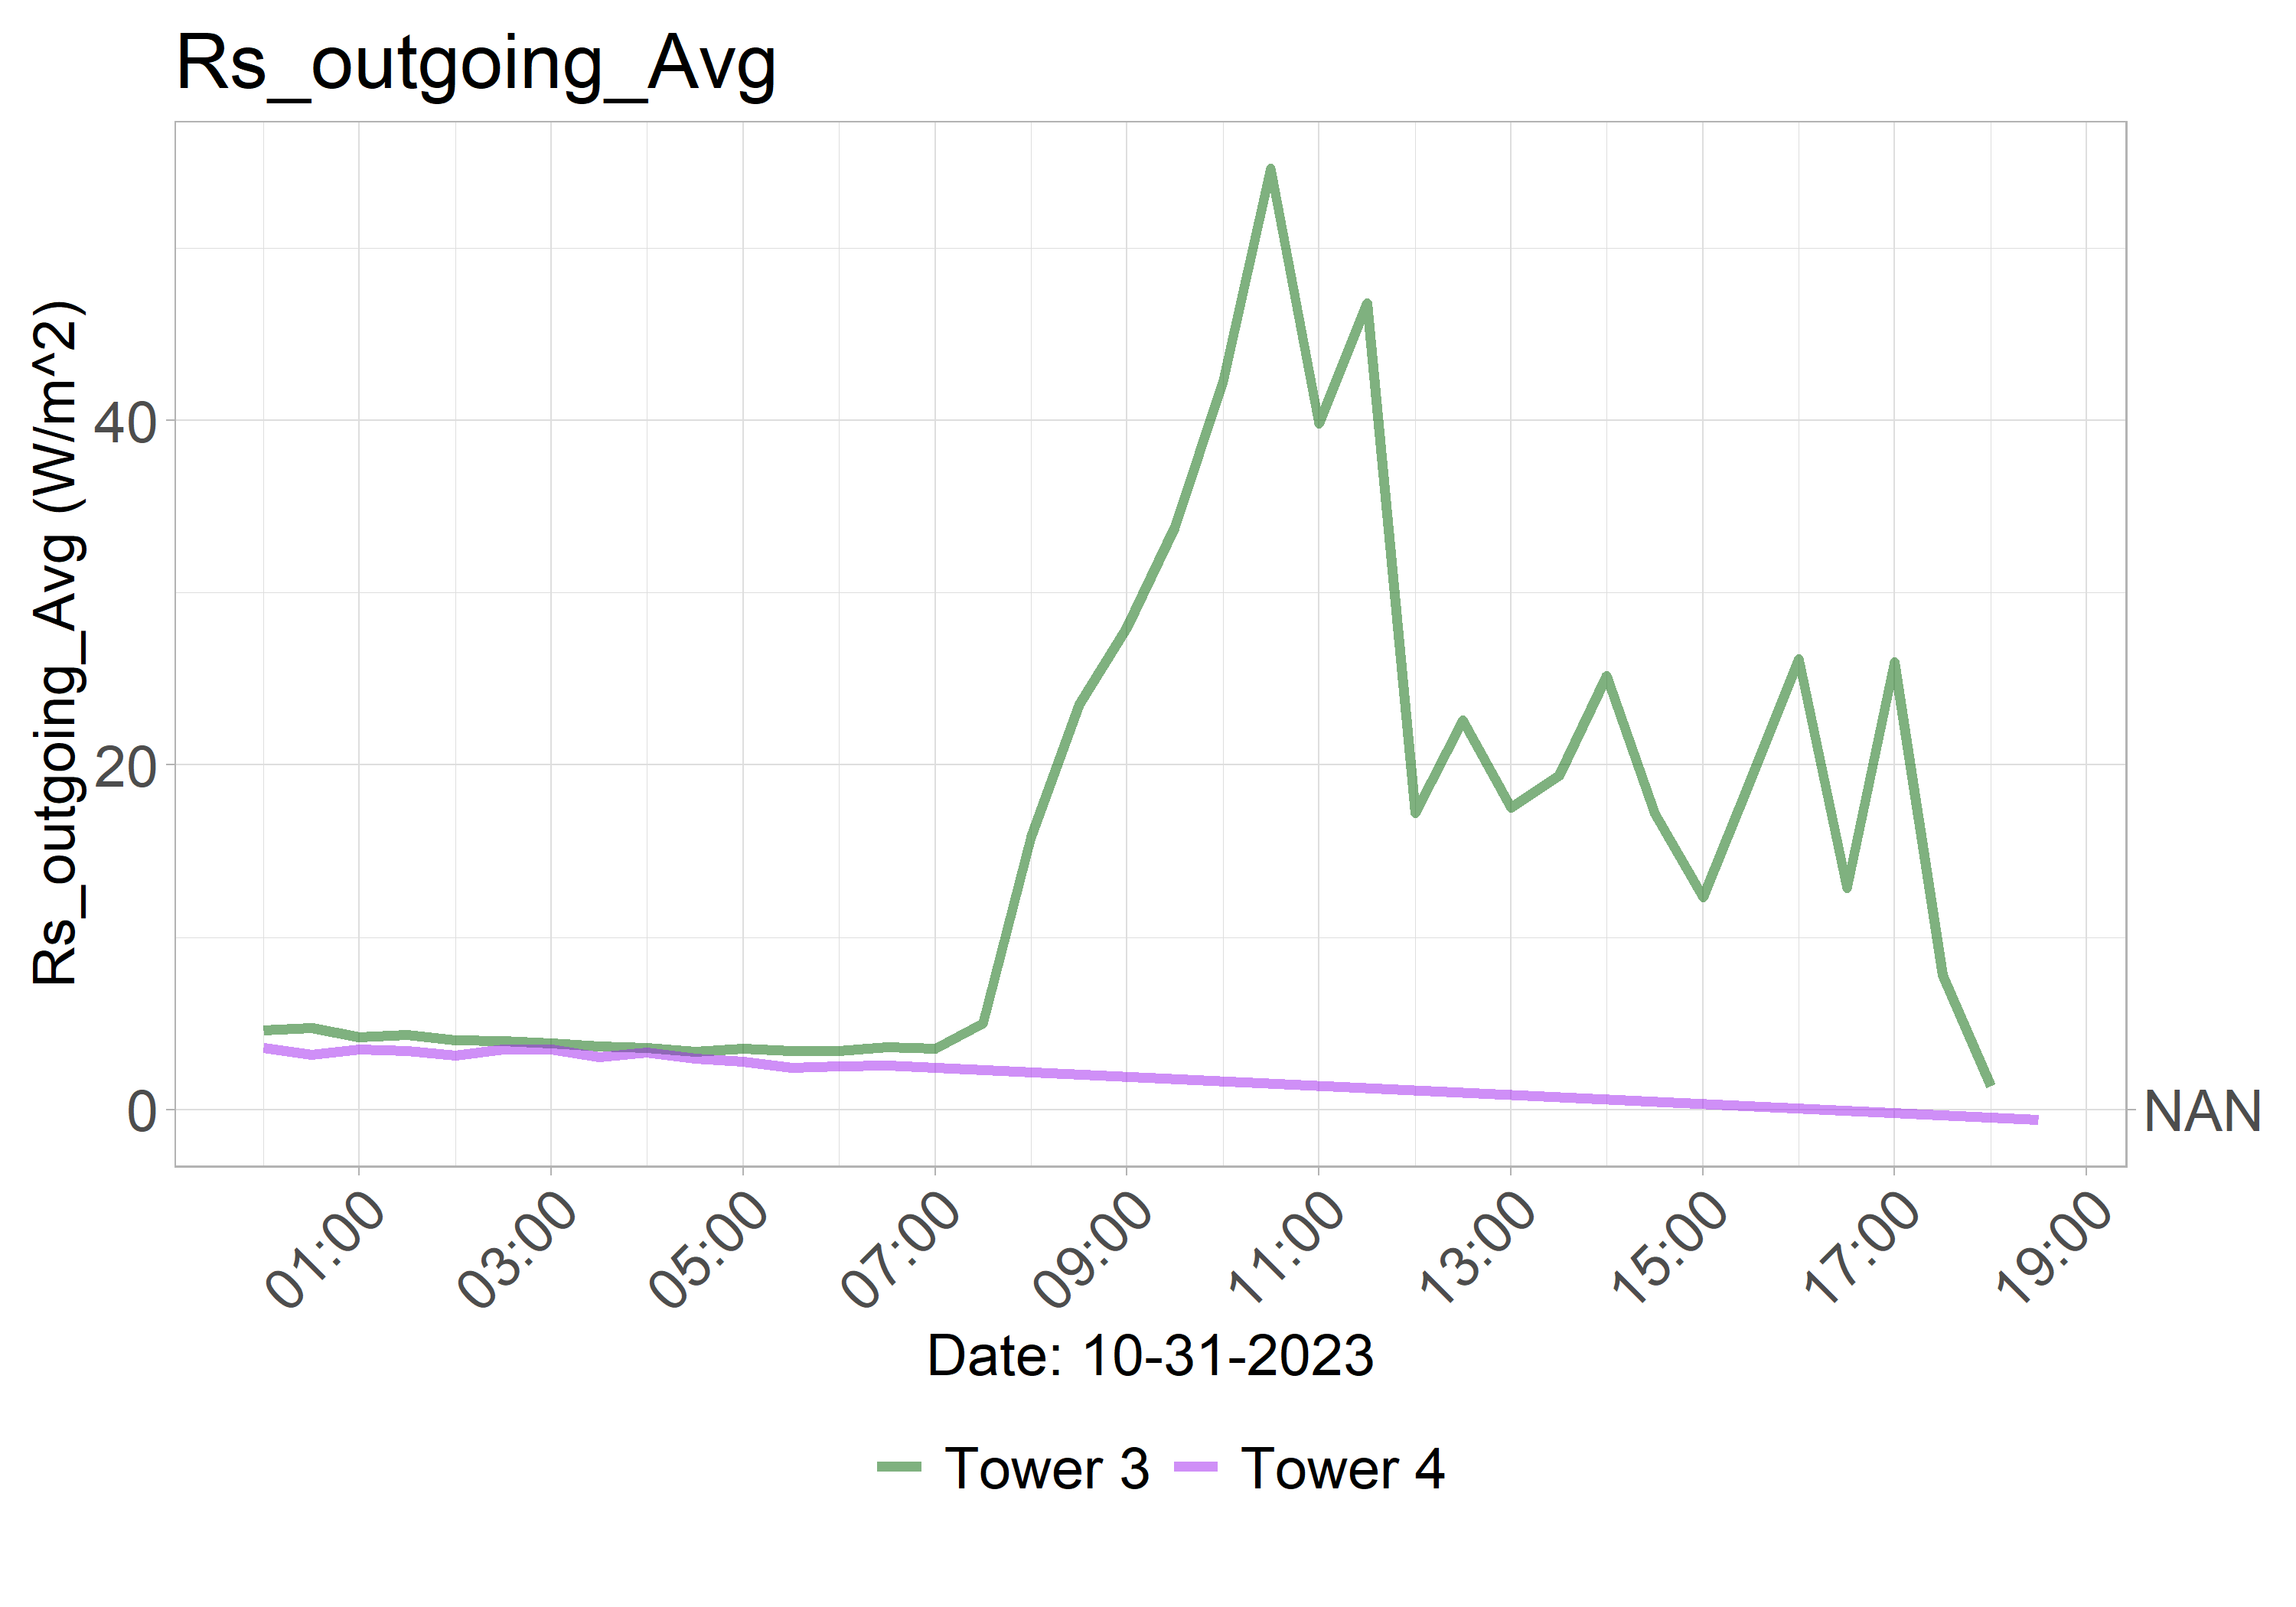 Rs_outgoing_Avg
Rs_outgoing_Avg (W/m^2)
40
20
0
NAN
01:00 03:00 05:00 07:00 09:00 11:00 13:00 15:00 17:00 19:00
Date: 10-31-2023
Tower 3 Tower 4